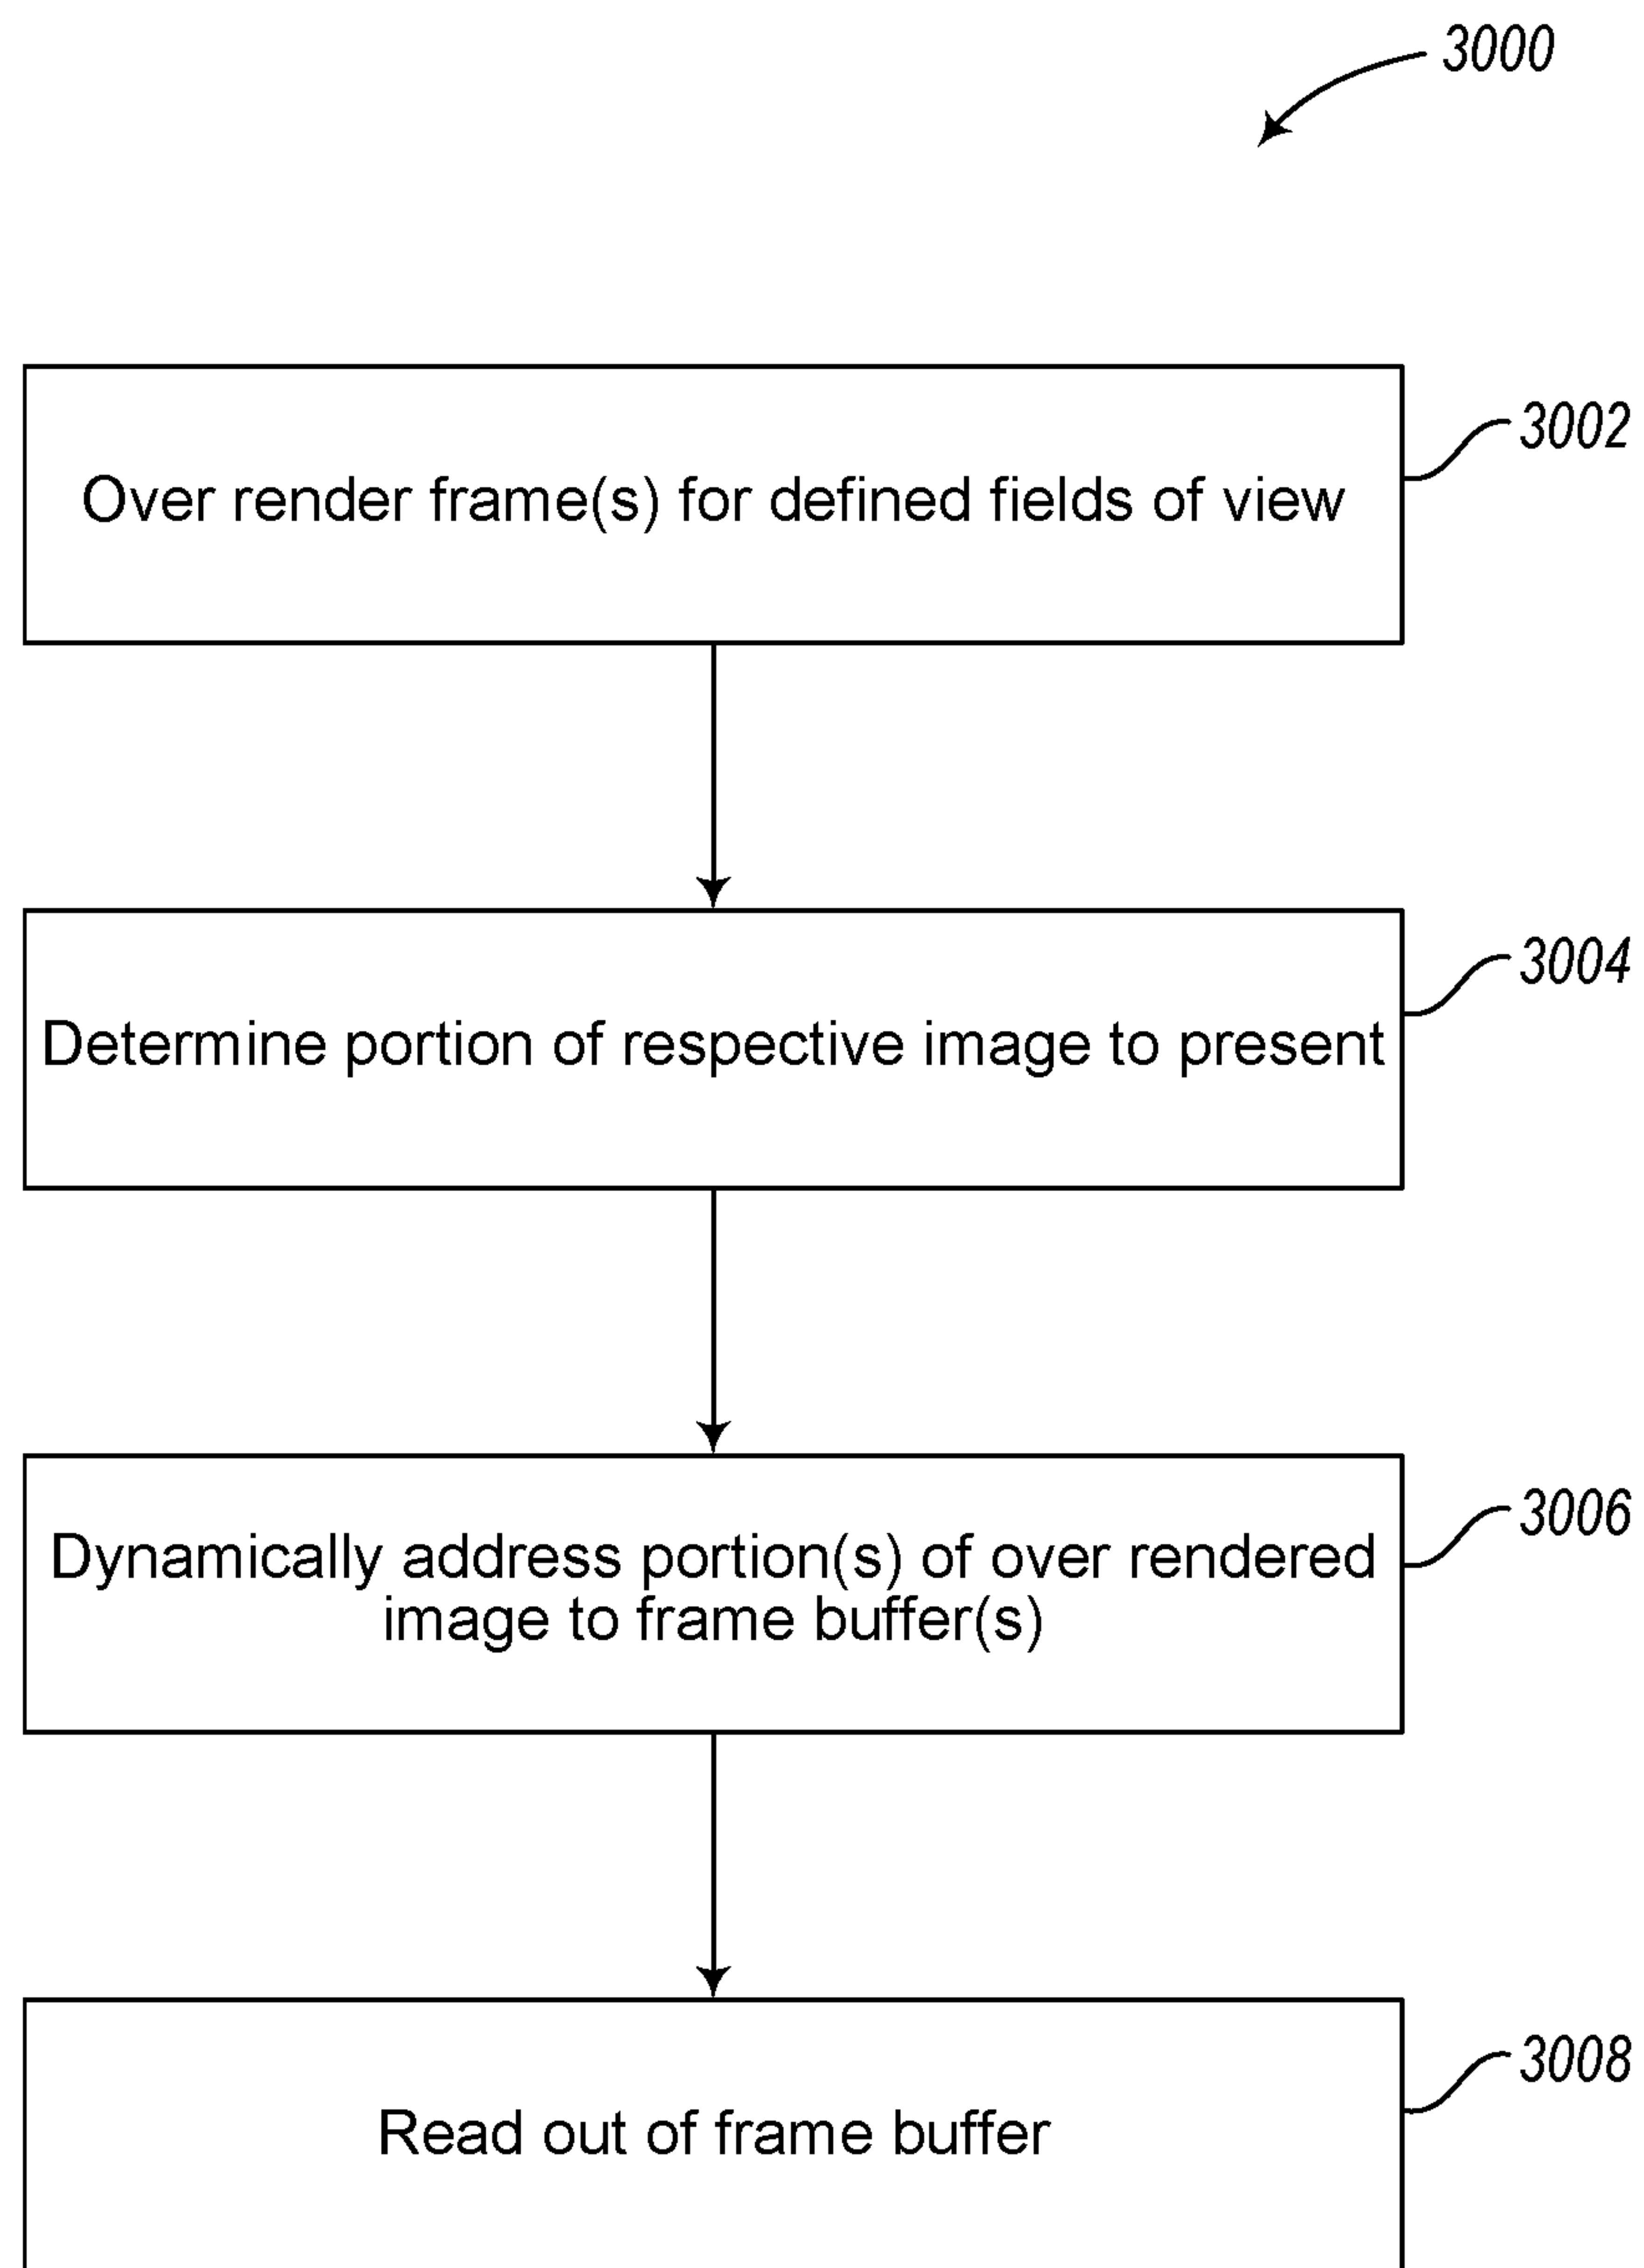 3000
Over render frame(s) for defined fields of view
3002
Determine portion of respective image to present
3004
Dynamically address portion(s) of over rendered
image to frame buffer(s)
3006
Read out of frame buffer
3008